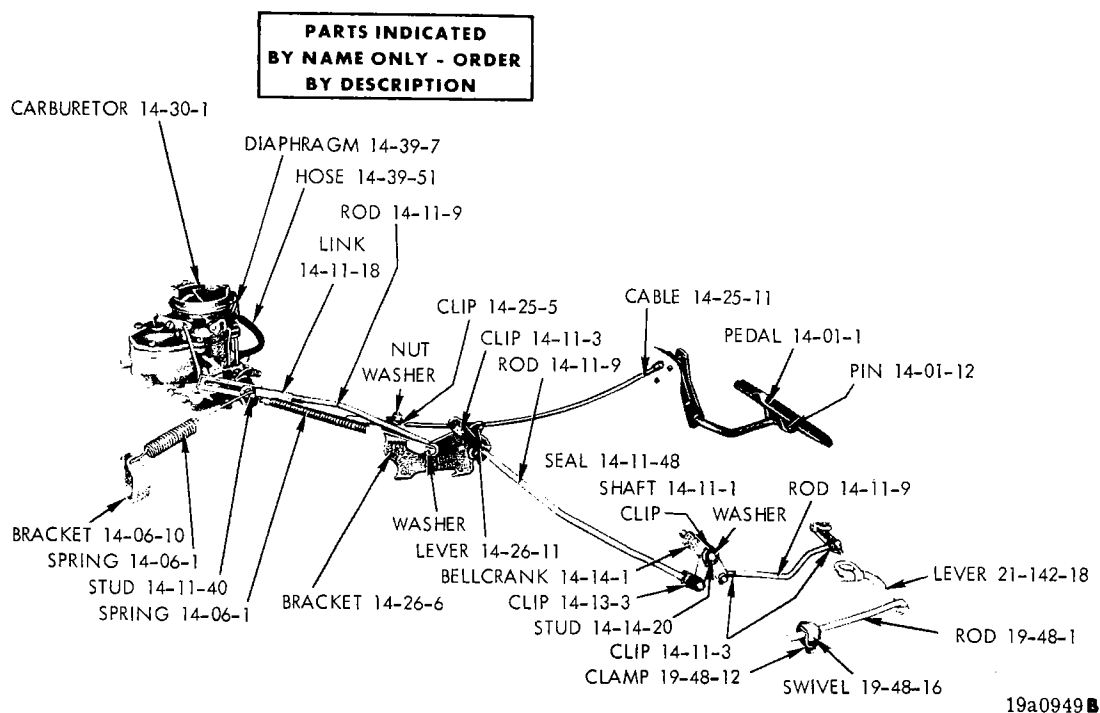 PARTS INDICATED
BY NAME ONLY - ORDER
BY DESCRIPTION
CARBURETOR 14-30-1
DIAPHRAGM 14-39-7
HOSE 14-39-51
ROD 14-11-9
LINK
14-11-18
CLIP 14-25-5
CABLE 14-25-11
CLIP 14-11-3
PEDAL 14-01-1
NUT
WASHER
ROD 14-11-9
PIN 14-01-12
SEAL 14-11-48
SHAFT 14-11-1
ROD 14-11-9
CLIP
WASHER
BRACKET 14-06-10
WASHER
SPRING 14-06-1
LEVER 14-26-11
STUD 14-11-40
BELLCRANK 14-14-1
LEVER 21-142-18
SPRING 14-06-1
BRACKET 14-26-6
CLIP 14-13-3
STUD 14-14-20
ROD 19-48-1
CLIP 14-11-3
CLAMP 19-48-12
SWIVEL 19-48-16
19a0949B